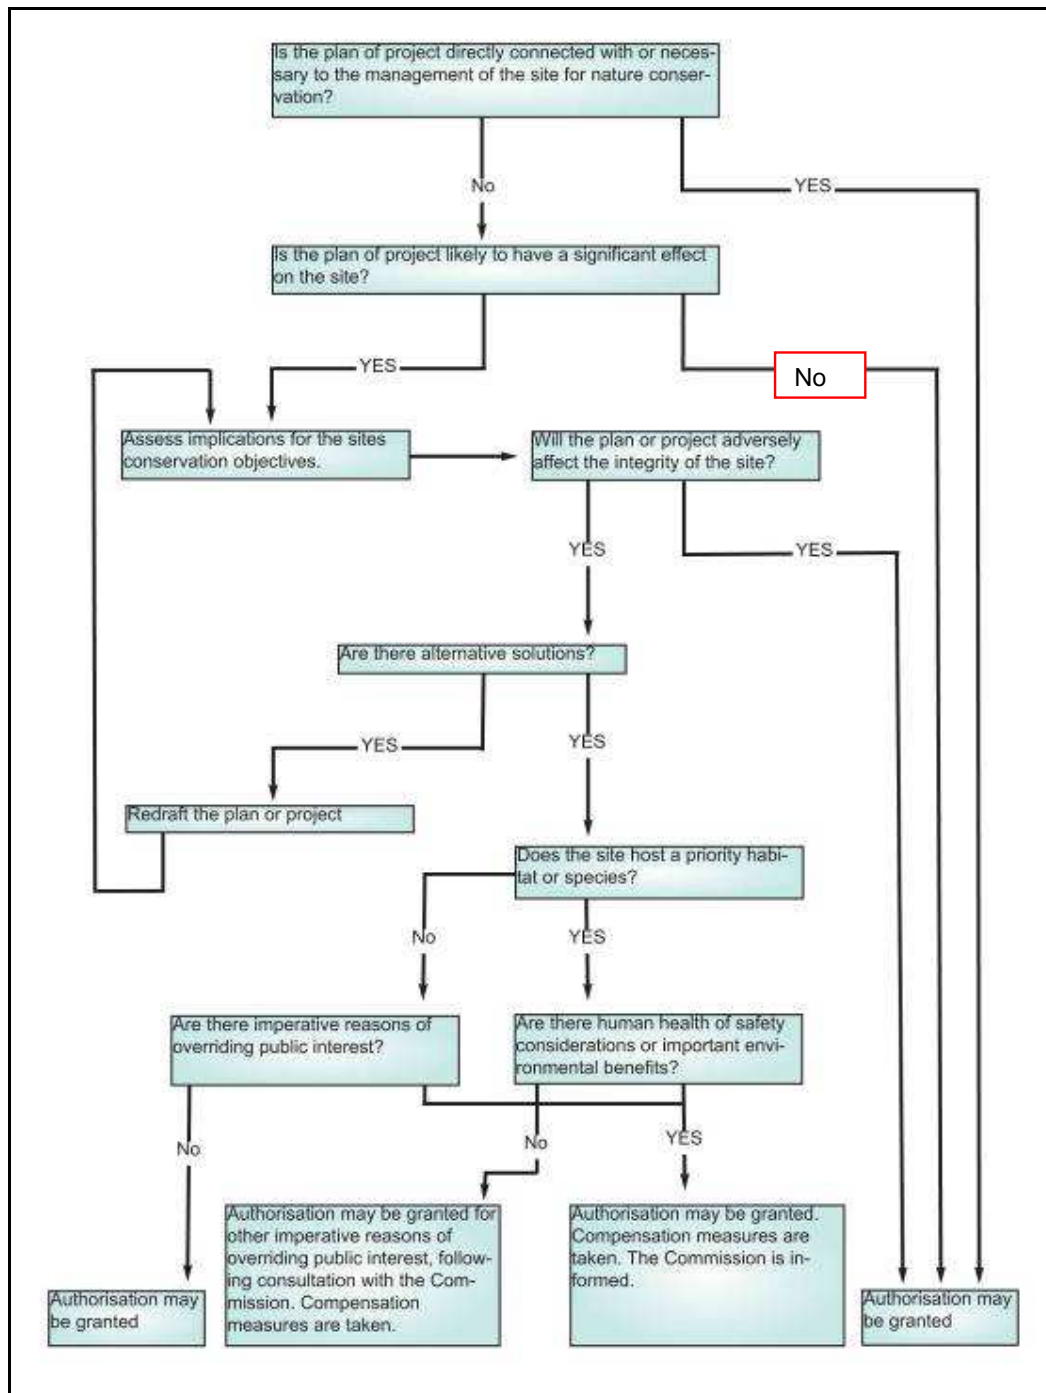 Is the plan of project directly connected with or neces-
sary to the management of the site for nature conser-
vation?
No
YES
Is the plan of project likely to have a significant effect
on the site?
YES
No
Assess implications for the sites
conservation objectives.
Will the plan or project adversely
affect the integrity of the site?
YES
YES
Are there alternative solutions?
YES
YES
Redraft the plan or project
Does the site host a priority habi-
tat or species?
No
YES
Are there imperative reasons of
overriding public interest?
Are there human health of safety
considerations or important envi-
ronmental benefits?
No
No
YES
Authorisation may
be granted
Authorisation may be granted for
other imperative reasons of
overriding public interest, follow-
ing consultation with the Com-
mission. Compensation
measures are taken.
Authorisation may be granted.
Compensation measures are
taken. The Commission is in-
formed.
Authorisation may
be granted